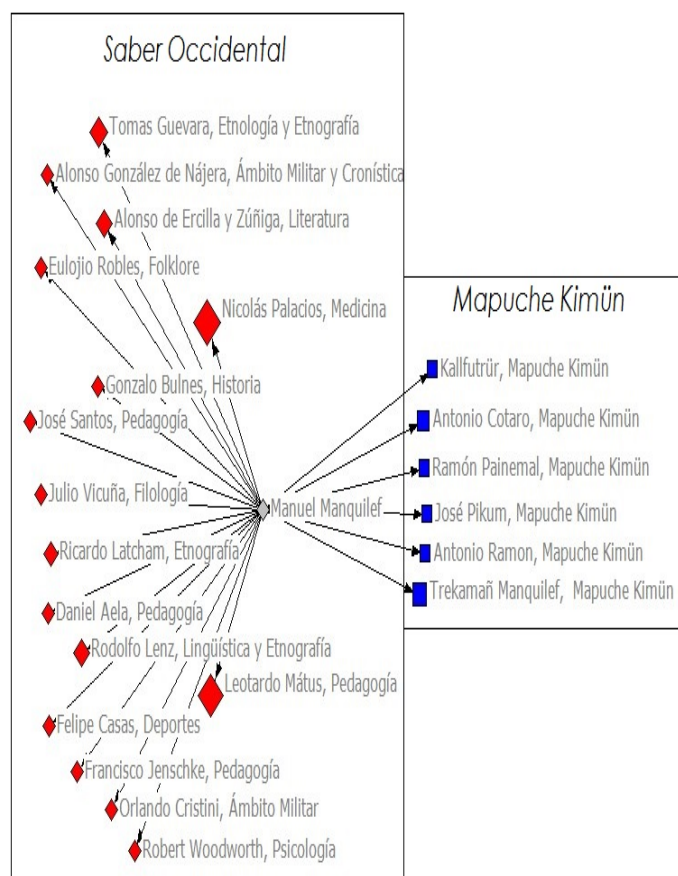 Saber Occidental
Tomas Guevara, Etnología y Etnografía
Alonso González de Nájera, Ámbito Militar y Cronística
Alonso de Ercilla y Zúñiga, Literatura
Eulojio Robles, Folklore
Nicolás Palacios, Medicina
Gonzalo Bulnes, Historia
José Santos, Pedagogía
Julio Vicuña, Filología
Manuel Manquilef
Ricardo Latcham, Etnografía
Daniel Aela, Pedagogía
Rodolfo Lenz, Lingüística y Etnografía
Leotardo Mátus, Pedagogía
Felipe Casas, Deportes
Francisco Jenschke, Pedagogía
Orlando Cristini, Ámbito Militar
Robert Woodworth, Psicología
Mapuche Kimün
Kallfutrür, Mapuche Kimün
Antonio Cotaro, Mapuche Kimün
Ramón Painemal, Mapuche Kimün
José Pikum, Mapuche Kimün
Antonio Ramon, Mapuche Kimün
Trekamañ Manquilef, Mapuche Kimün